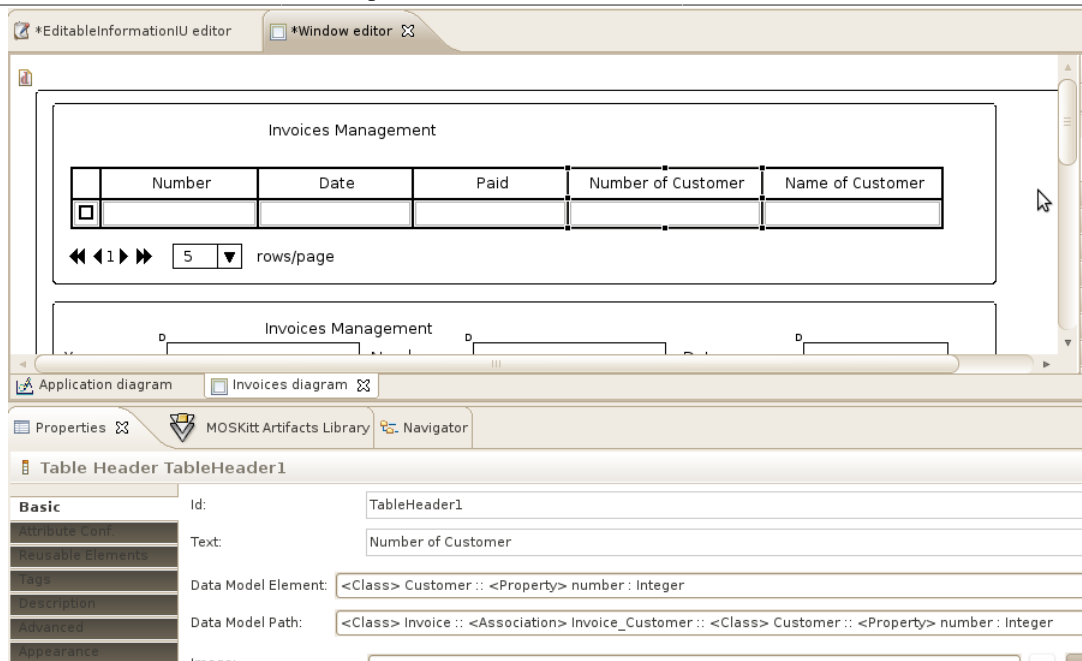 *EditableInformationIU editor
*Window editor
d
Invoices Management
Number Date Paid Number of Customer Name of Customer
1 5 rows/page
Invoices Management
D D D
Application diagram Invoices diagram
Properties MOSKitt Artifacts Library Navigator
Table Header TableHeader1
Basic
Id: TableHeader1
Attribute Conf.
Text: Number of Customer
Reusable Elements
Tags
Data Model Element: <Class> Customer :: <Property> number : Integer
Description
Advanced
Data Model Path: <Class> Invoice :: <Association> Invoice_Customer :: <Class> Customer :: <Property> number : Integer
Appearance